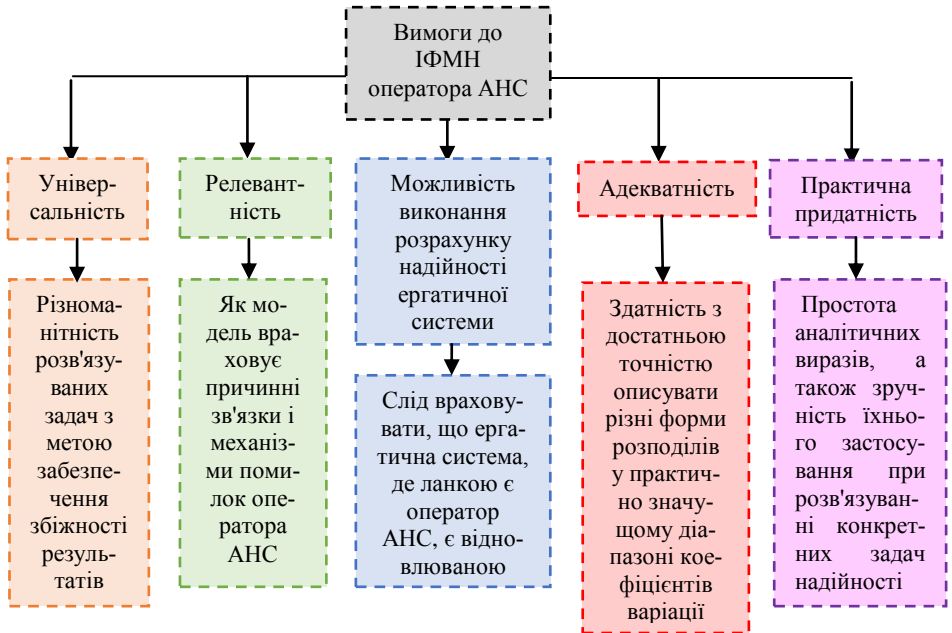 Вимоги до
ІФМН
оператора АНС
Універ-
сальність
Релевант-
ність
Можливість
виконання
розрахунку
надійності
ергатичної
системи
Адекватність
Практична
придатність
Різнома-
нітність
розв'язу-
ваних
задач з
метою
забезпе-
чення
збіжності
резуль-
татів
Як мо-
дель вра-
ховує
причинні
зв'язки і
механіз-
ми поми-
лок опе-
ратора
АНС
Слід врахову-
вати, що ерга-
тична система,
де ланкою є
оператор
АНС, є відно-
влюваною
Здатність з
достатньою
точністю
описувати
різні форми
розподілів
у практич-
но значу-
щому діа-
пазоні кое-
фіцієнтів
варіації
Простота
аналітичних
виразів, а
також зруч-
ність їхньо-
го застосу-
вання при
розв'язуван-
ні конкрет-
них задач
надійності